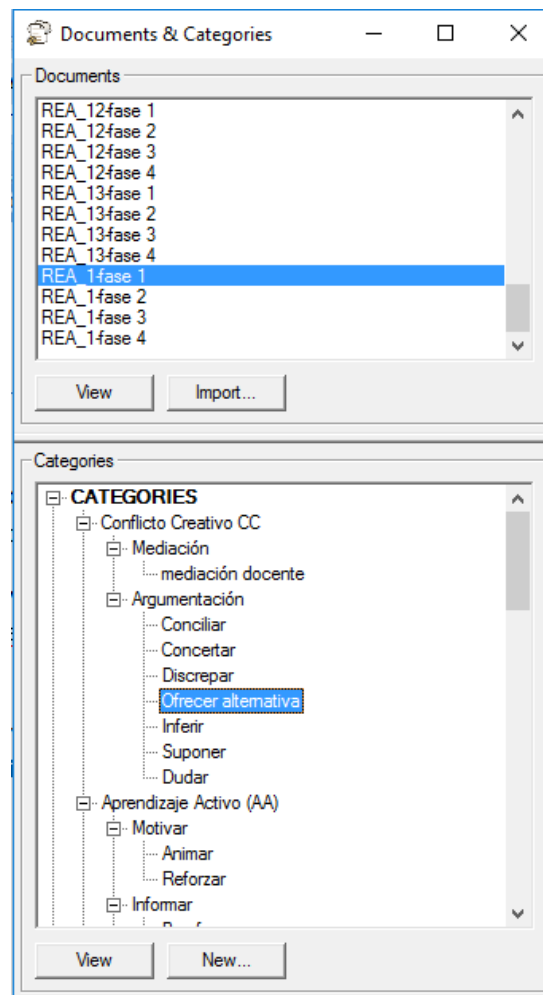 Documents & Categories
Documents
REA_12-fase 1
REA_12-fase 2
REA_12-fase 3
REA_12-fase 4
REA_13-fase 1
REA_13-fase 2
REA_13-fase 3
REA_13-fase 4
REA_1-fase 1
REA_1-fase 2
REA_1-fase 3
REA_1-fase 4
View Import...
Categories
CATEGORIES
Conflicto Creativo CC
Mediación
mediación docente
Argumentación
Conciliar
Concertar
Discrepar
Ofrecer alternativa
Inferir
Suponer
Dudar
Aprendizaje Activo (AA)
Motivar
Animar
Reforzar
Informar
View New...